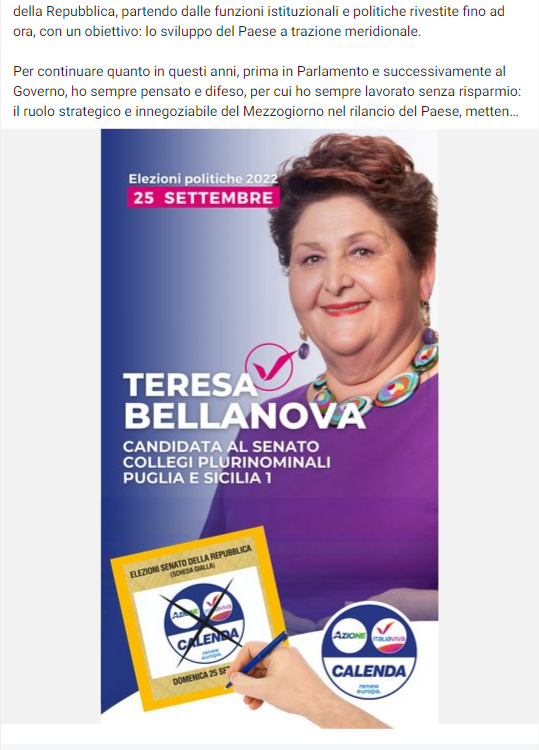 della Repubblica, partendo dalle funzioni istituzionali e politiche rivestite fino ad
ora, con un obiettivo: lo sviluppo del Paese a trazione meridionale.
Per continuare quanto in questi anni, prima in Parlamento e successivamente al
Governo, ho sempre pensato e difeso, per cui ho sempre lavorato senza risparmio:
il ruolo strategico e innegoziabile del Mezzogiorno nel rilancio del Paese, metten...
Elezioni politiche 2022
25 SETTEMBRE
TERESA
BELLANOVA
CANDIDATA AL SENATO
COLLEGI PLURINOMINALI
PUGLIA E SICILIA 1
ELEZIONI SENATO DELLA REPUBBLICA
(SCHEDA GIALLA)
AZIONE ITALIAVIVA
CALENDA
renew
europe.
DOMENICA 25 SET
AZIONE ITALIAVIVA
CALENDA
renew
europe.